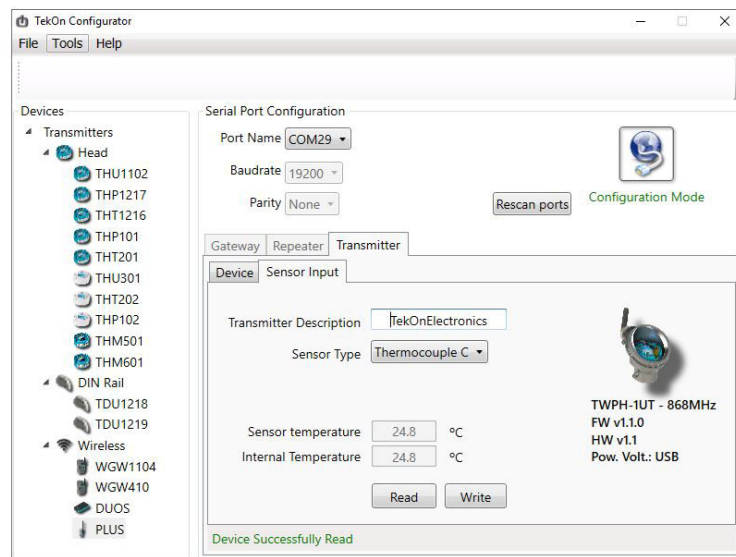 TekOn Configurator
File Tools Help
Devices
Transmitters
Head
THU1102
THP1217
THT1216
THP101
THT201
THU301
THT202
THP102
THM501
THM601
DIN Rail
TDU1218
TDU1219
Wireless
WGW1104
WGW410
DUOS
PLUS
Serial Port Configuration
Port Name COM29
Baudrate 19200
Parity None
Rescan ports
Configuration Mode
Gateway Repeater Transmitter
Device Sensor Input
Transmitter Description TekOnElectronics
Sensor Type Thermocouple C
Sensor temperature 24.8 ºC
Internal Temperature 24.8 ºC
Read Write
TWPH-1UT - 868MHz
FW v1.1.0
HW v1.1
Pow. Volt.: USB
Device Successfully Read